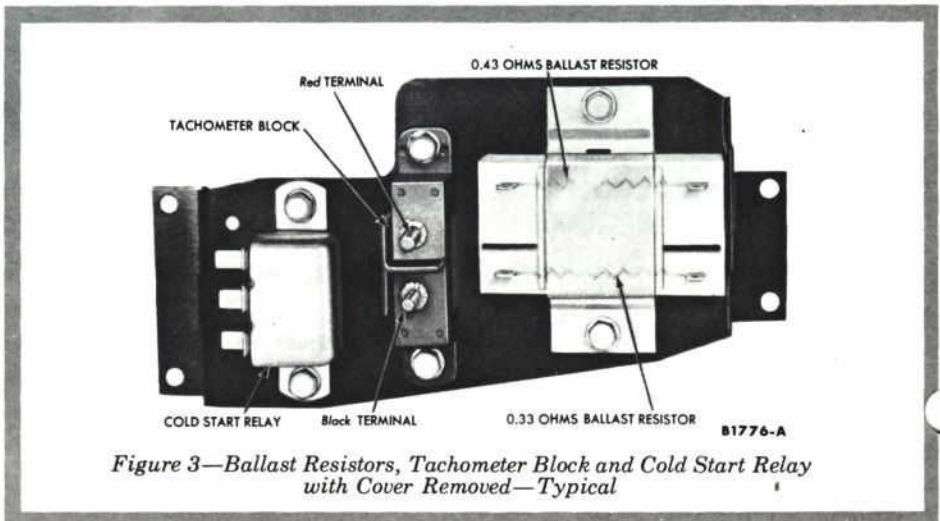 0.43 OHMS BALLAST RESISTOR
Red TERMINAL
TACHOMETER BLOCK
COLD START RELAY
Black TERMINAL
0.33 OHMS BALLAST RESISTOR
B1776-A
Figure 3—Ballast Resistors, Tachometer Block and Cold Start Relay
with Cover Removed—Typical